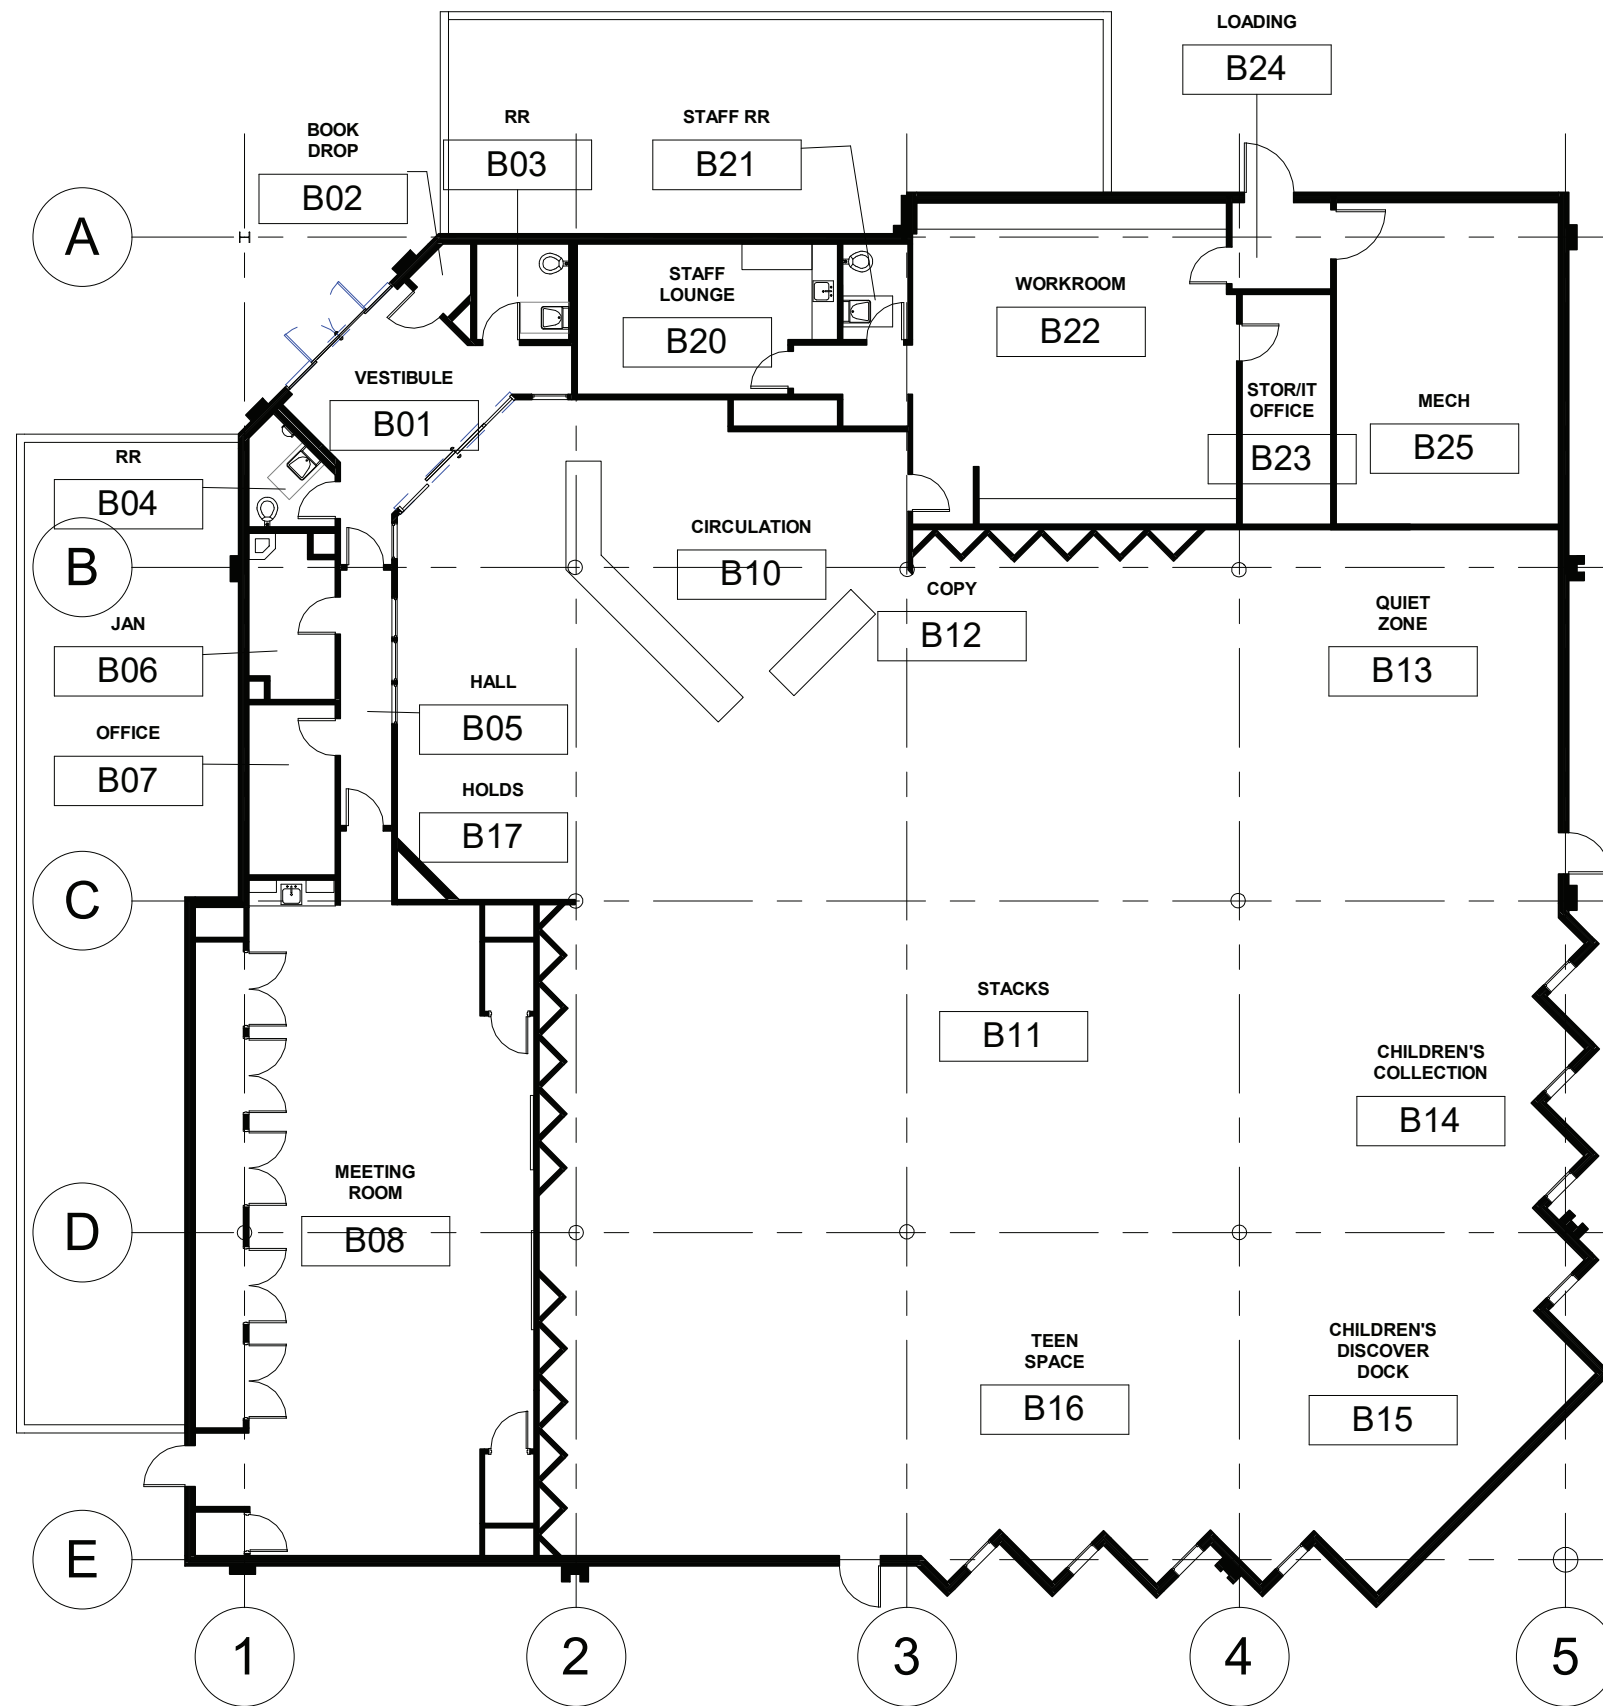 LOADING
B24
RR
B03
STAFF RR
B21
BOOK
DROP
B02
A
STAFF
LOUNGE
B20
WORKROOM
B22
VESTIBULE
B01
STOR/IT
OFFICE
B23
MECH
B25
RR
B04
CIRCULATION
B10
B
COPY
B12
QUIET
ZONE
B13
JAN
B06
HALL
B05
OFFICE
B07
HOLDS
B17
C
STACKS
B11
CHILDREN'S
COLLECTION
B14
MEETING
ROOM
B08
D
TEEN
SPACE
B16
CHILDREN'S
DISCOVER
DOCK
B15
E
1
2
3
4
5